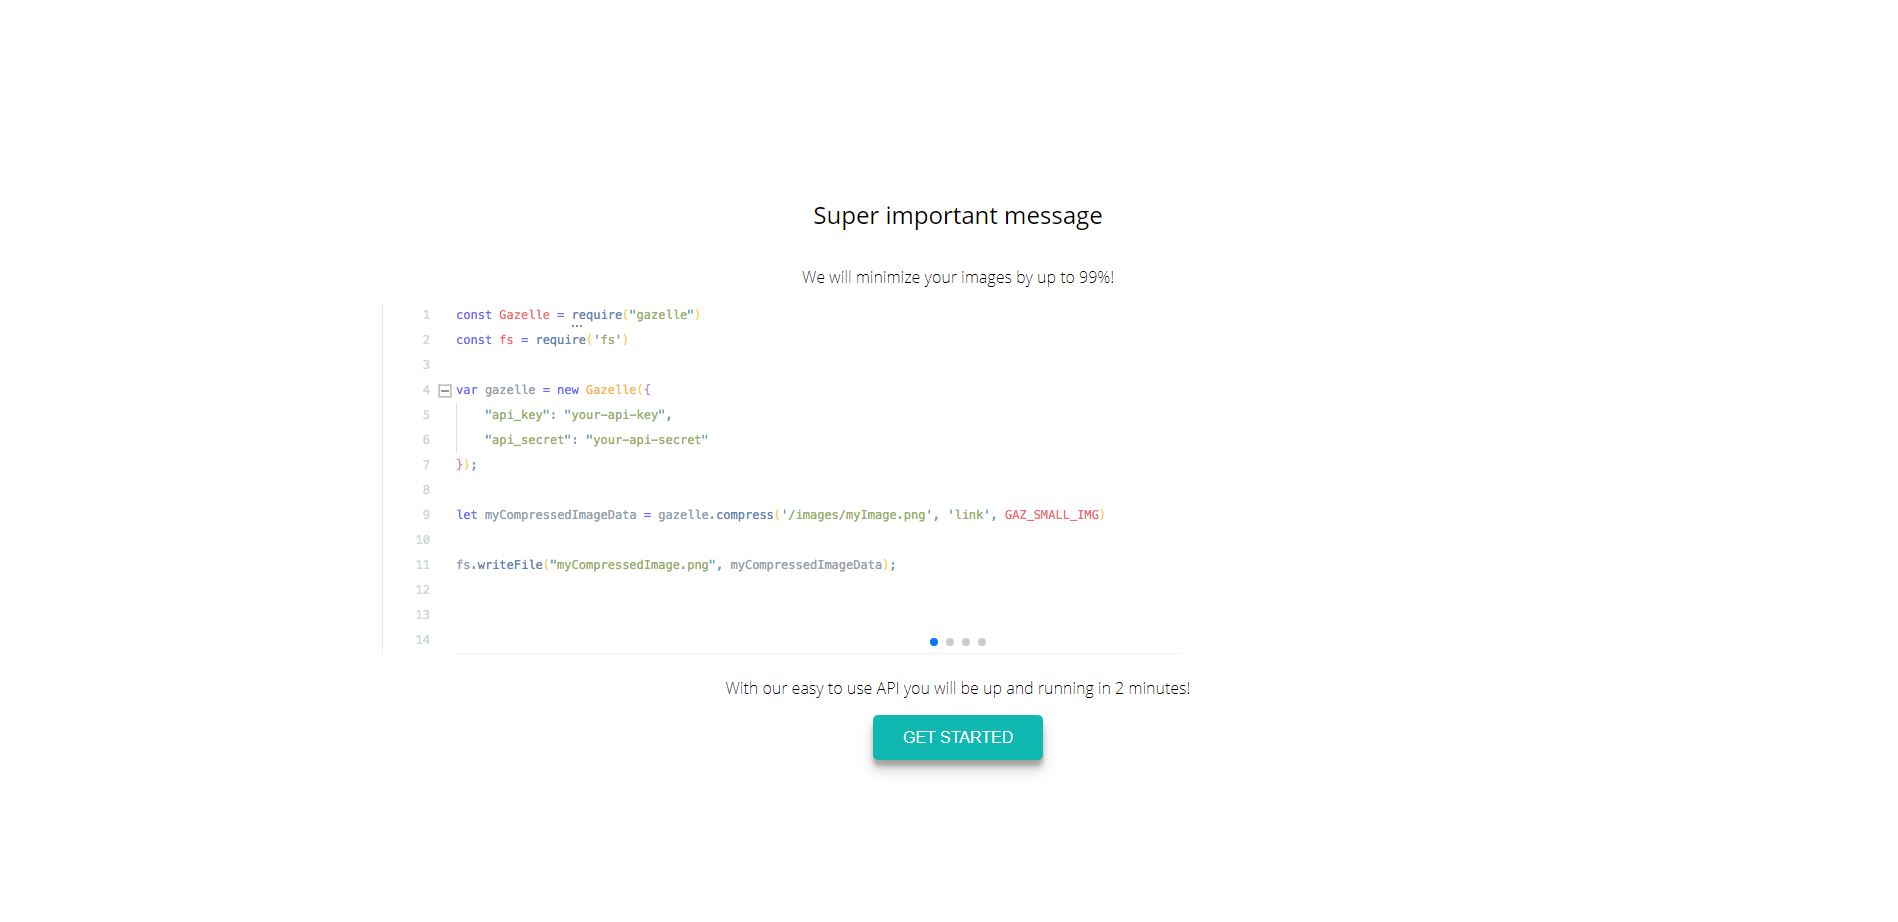 Super important message
We will minimize your images by up to 99%!
1 const Gazelle = require("gazelle")
2 const fs = require('fs')
3
4 var gazelle = new Gazelle({
5 "api_key": "your-api-key",
6 "api_secret": "your-api-secret"
7 });
8
9 let myCompressedImageData = gazelle.compress('/images/myImage.png', 'link', GAZ_SMALL_IMG)
10
11 fs.writeFile("myCompressedImage.png", myCompressedImageData);
12
13
14
With our easy to use API you will be up and running in 2 minutes!
GET STARTED